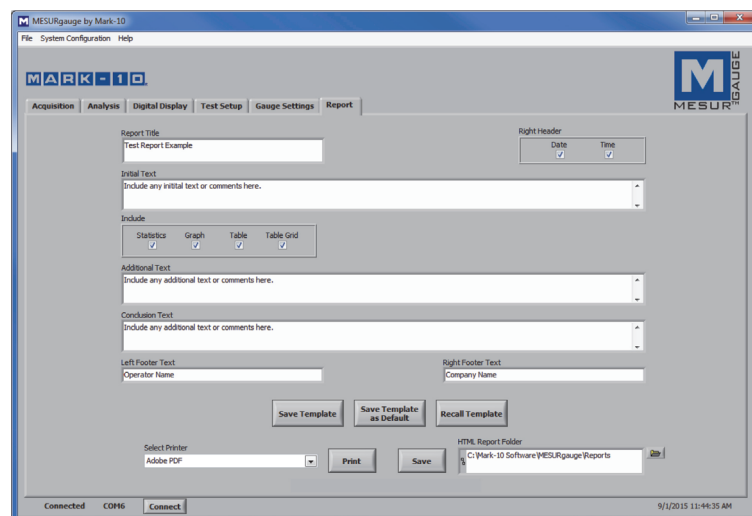 MESURgauge by Mark-10
File System Configuration Help
MARK-10
M
MESUR GAUGE™
Acquisition Analysis Digital Display Test Setup Gauge Settings Report
Report Title
Test Report Example
Right Header
Date Time
Initial Text
Include any initital text or comments here.
Include
Statistics Graph Table Table Grid
Additional Text
Include any additional text or comments here.
Conclusion Text
Include any additional text or comments here.
Left Footer Text Right Footer Text
Operator Name Company Name
Save Template
Save Template
as Default
Recall Template
Select Printer
Adobe PDF
Print
Save
HTML Report Folder
C:\Mark-10 Software\MESURgauge\Reports
Connected COM6 Connect 9/1/2015 11:44:35 AM